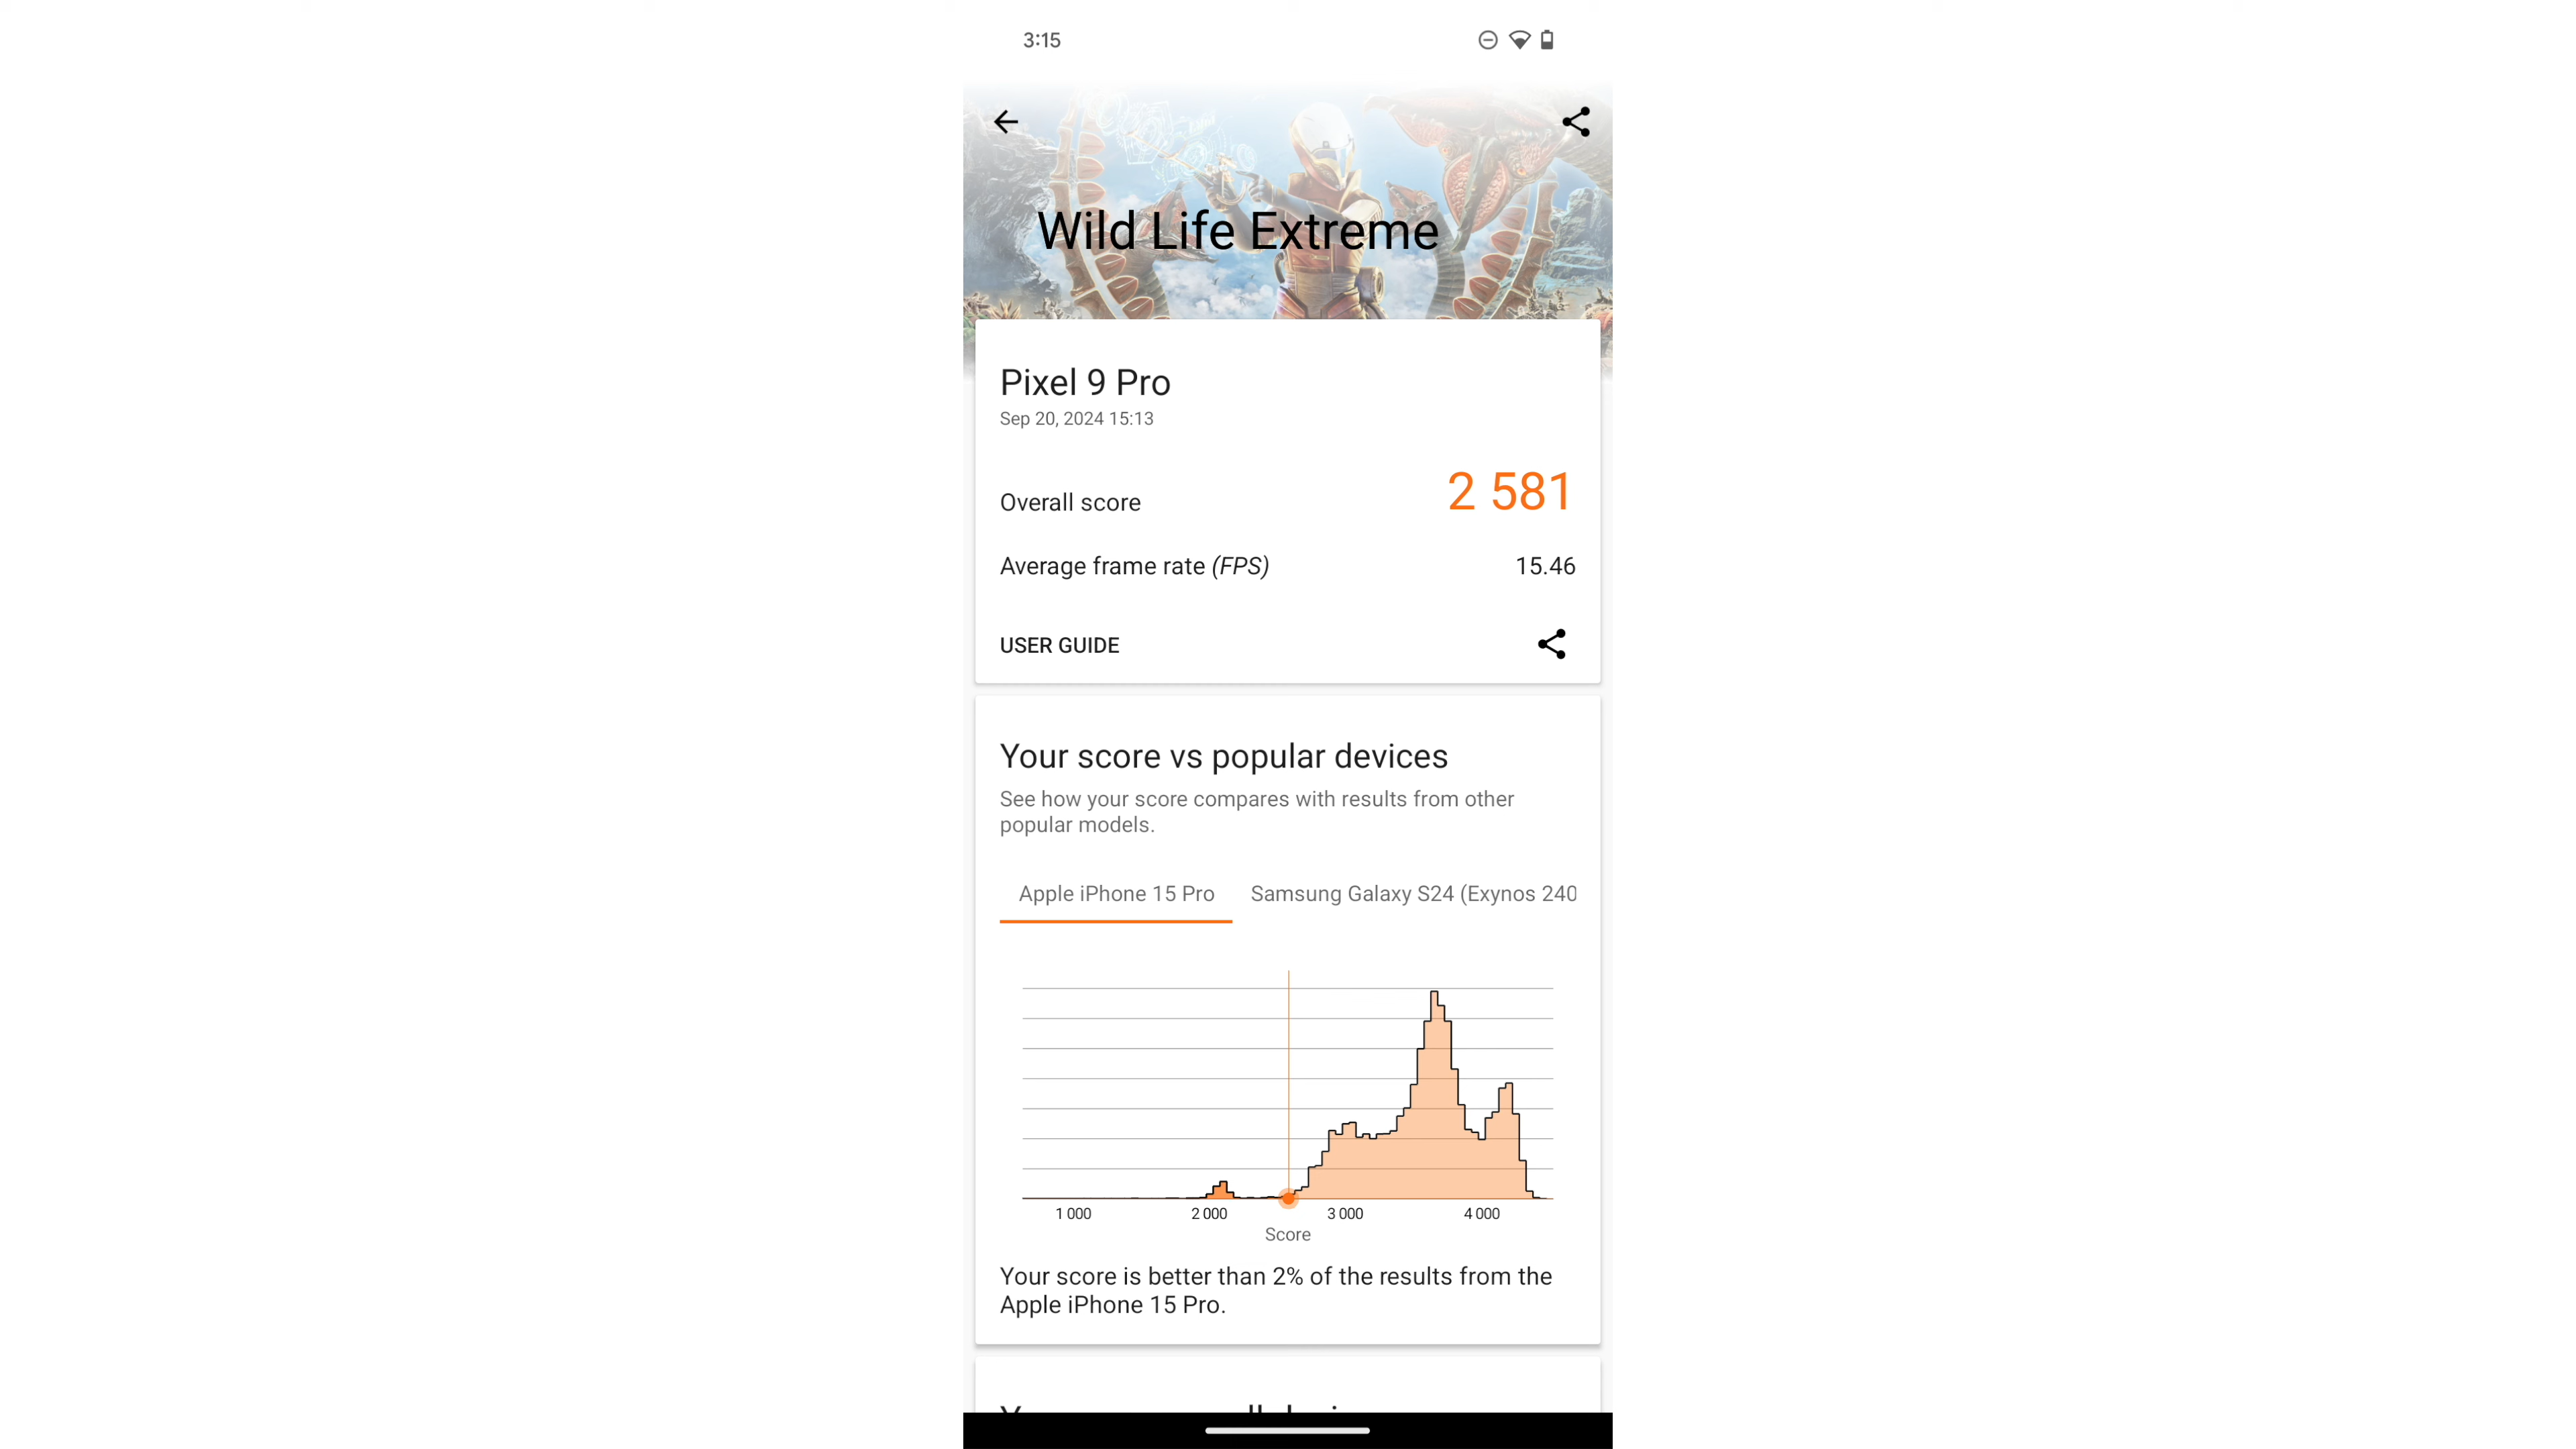 3:15
Wild Life Extreme
Pixel 9 Pro
Sep 20, 2024 15:13
Overall score
2 581
Average frame rate (FPS)
15.46
USER GUIDE
Your score vs popular devices
See how your score compares with results from other
popular models.
Apple iPhone 15 Pro
Samsung Galaxy S24 (Exynos 240
1 000
2 000
3 000
4 000
Score
Your score is better than 2% of the results from the
Apple iPhone 15 Pro.